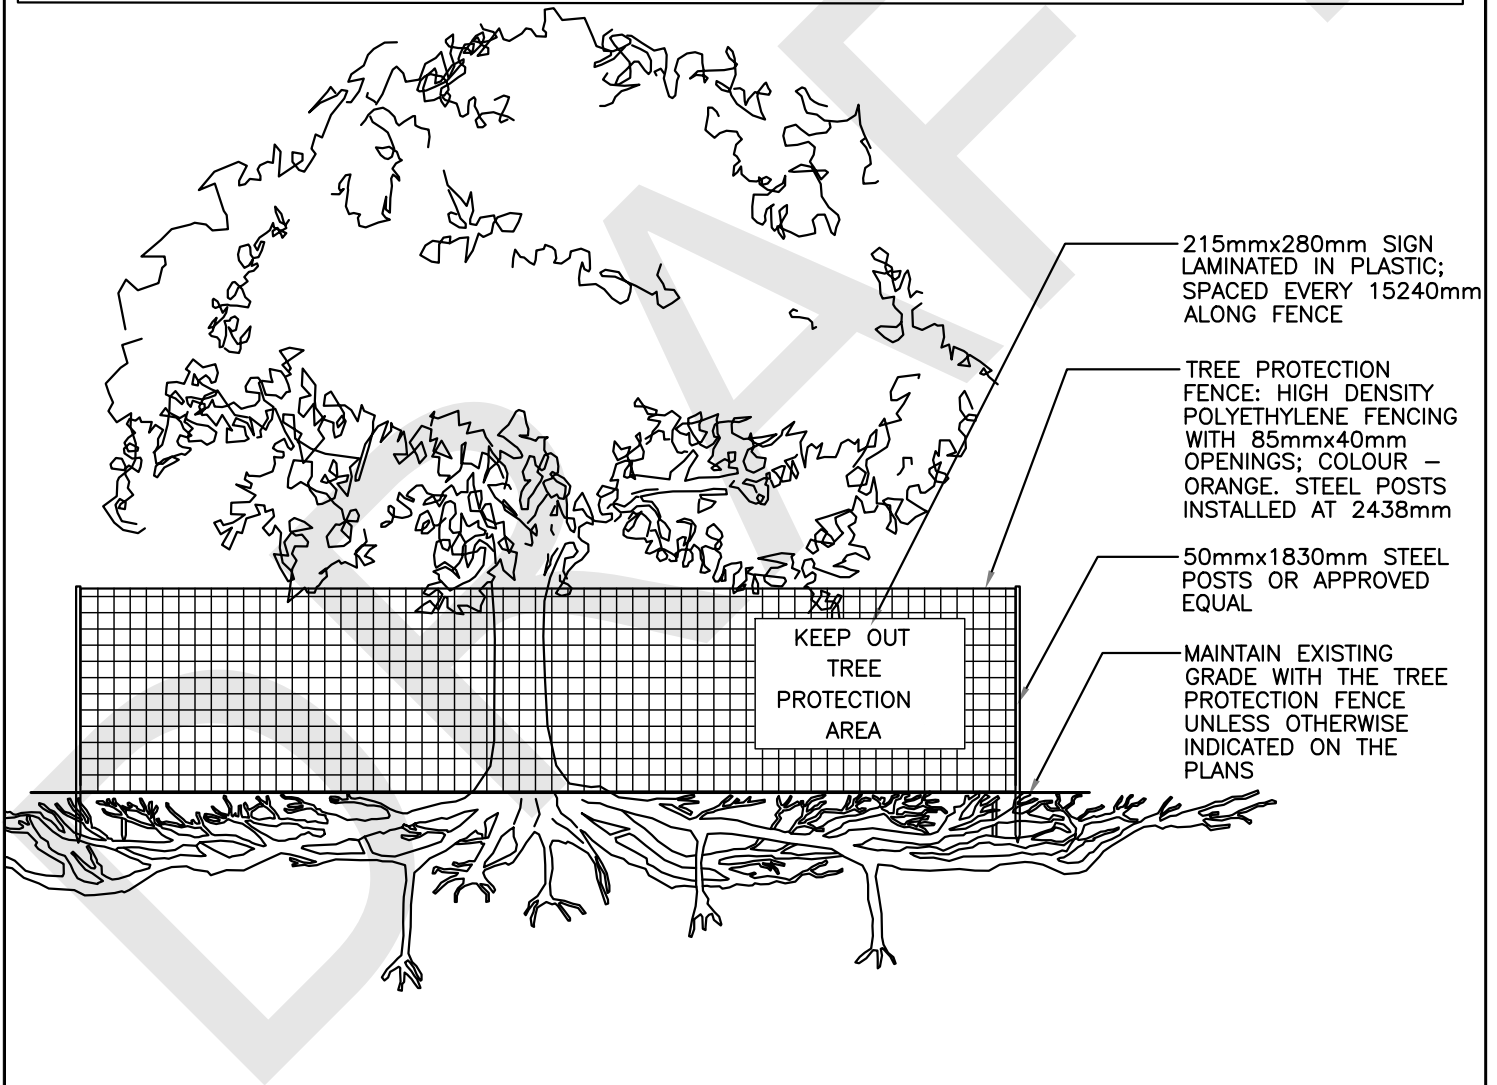 215mmx280mm SIGN
LAMINATED IN PLASTIC;
SPACED EVERY 15240mm
ALONG FENCE
TREE PROTECTION
FENCE: HIGH DENSITY
POLYETHYLENE FENCING
WITH 85mmx40mm
OPENINGS; COLOUR –
ORANGE. STEEL POSTS
INSTALLED AT 2438mm
50mmx1830mm STEEL
POSTS OR APPROVED
EQUAL
MAINTAIN EXISTING
GRADE WITH THE TREE
PROTECTION FENCE
UNLESS OTHERWISE
INDICATED ON THE
PLANS
KEEP OUT
TREE
PROTECTION
AREA
DRAF